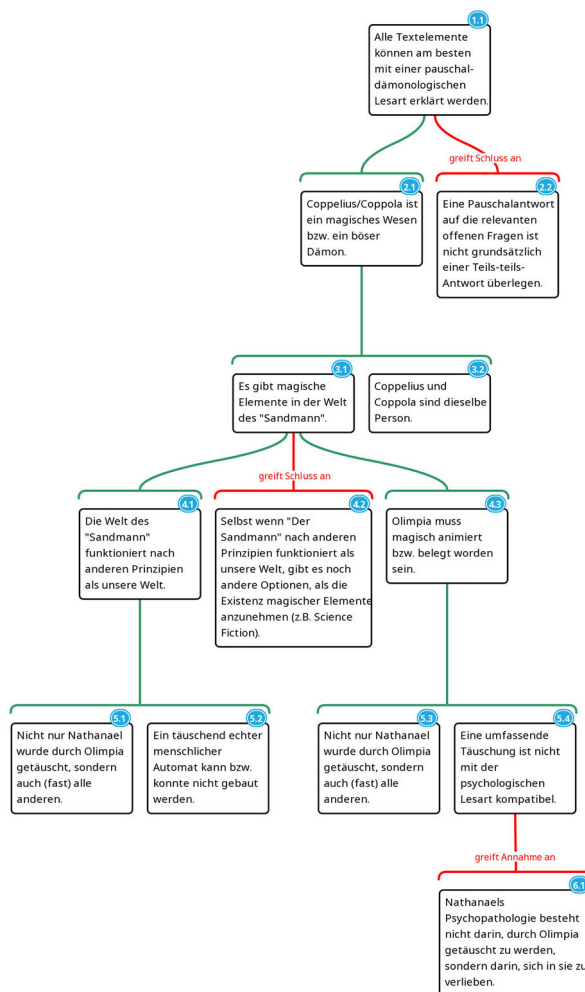 1.1
Alle Textelemente
können am besten
mit einer pauschal-
dämonologischen
Lesart erklärt werden.
greift Schluss an
2.1
Coppelius/Coppola ist
ein magisches Wesen
bzw. ein böser
Dämon.
2.2
Eine Pauschalantwort
auf die relevanten
offenen Fragen ist
nicht grundsätzlich
einer Teils-teils-
Antwort überlegen.
3.1
Es gibt magische
Elemente in der Welt
des "Sandmann".
3.2
Coppelius und
Coppola sind dieselbe
Person.
greift Schluss an
4.1
Die Welt des
"Sandmann"
funktioniert nach
anderen Prinzipien
als unsere Welt.
4.2
Selbst wenn "Der
Sandmann" nach anderen
Prinzipien funktioniert als
unsere Welt, gibt es noch
andere Optionen, als die
Existenz magischer Elemente
anzunehmen (z.B. Science
Fiction).
4.3
Olimpia muss
magisch animiert
bzw. belegt worden
sein.
5.1
Nicht nur Nathanael
wurde durch Olimpia
getäuscht, sondern
auch (fast) alle
anderen.
5.2
Ein täuschend echter
menschlicher
Automat kann bzw.
konnte nicht gebaut
werden.
5.3
Nicht nur Nathanael
wurde durch Olimpia
getäuscht, sondern
auch (fast) alle
anderen.
5.4
Eine umfassende
Täuschung ist nicht
mit der
psychologischen
Lesart kompatibel.
greift Annahme an
6.1
Nathanaels
Psychopathologie besteht
nicht darin, durch Olimpia
getäuscht zu werden,
sondern darin, sich in sie zu
verlieben.